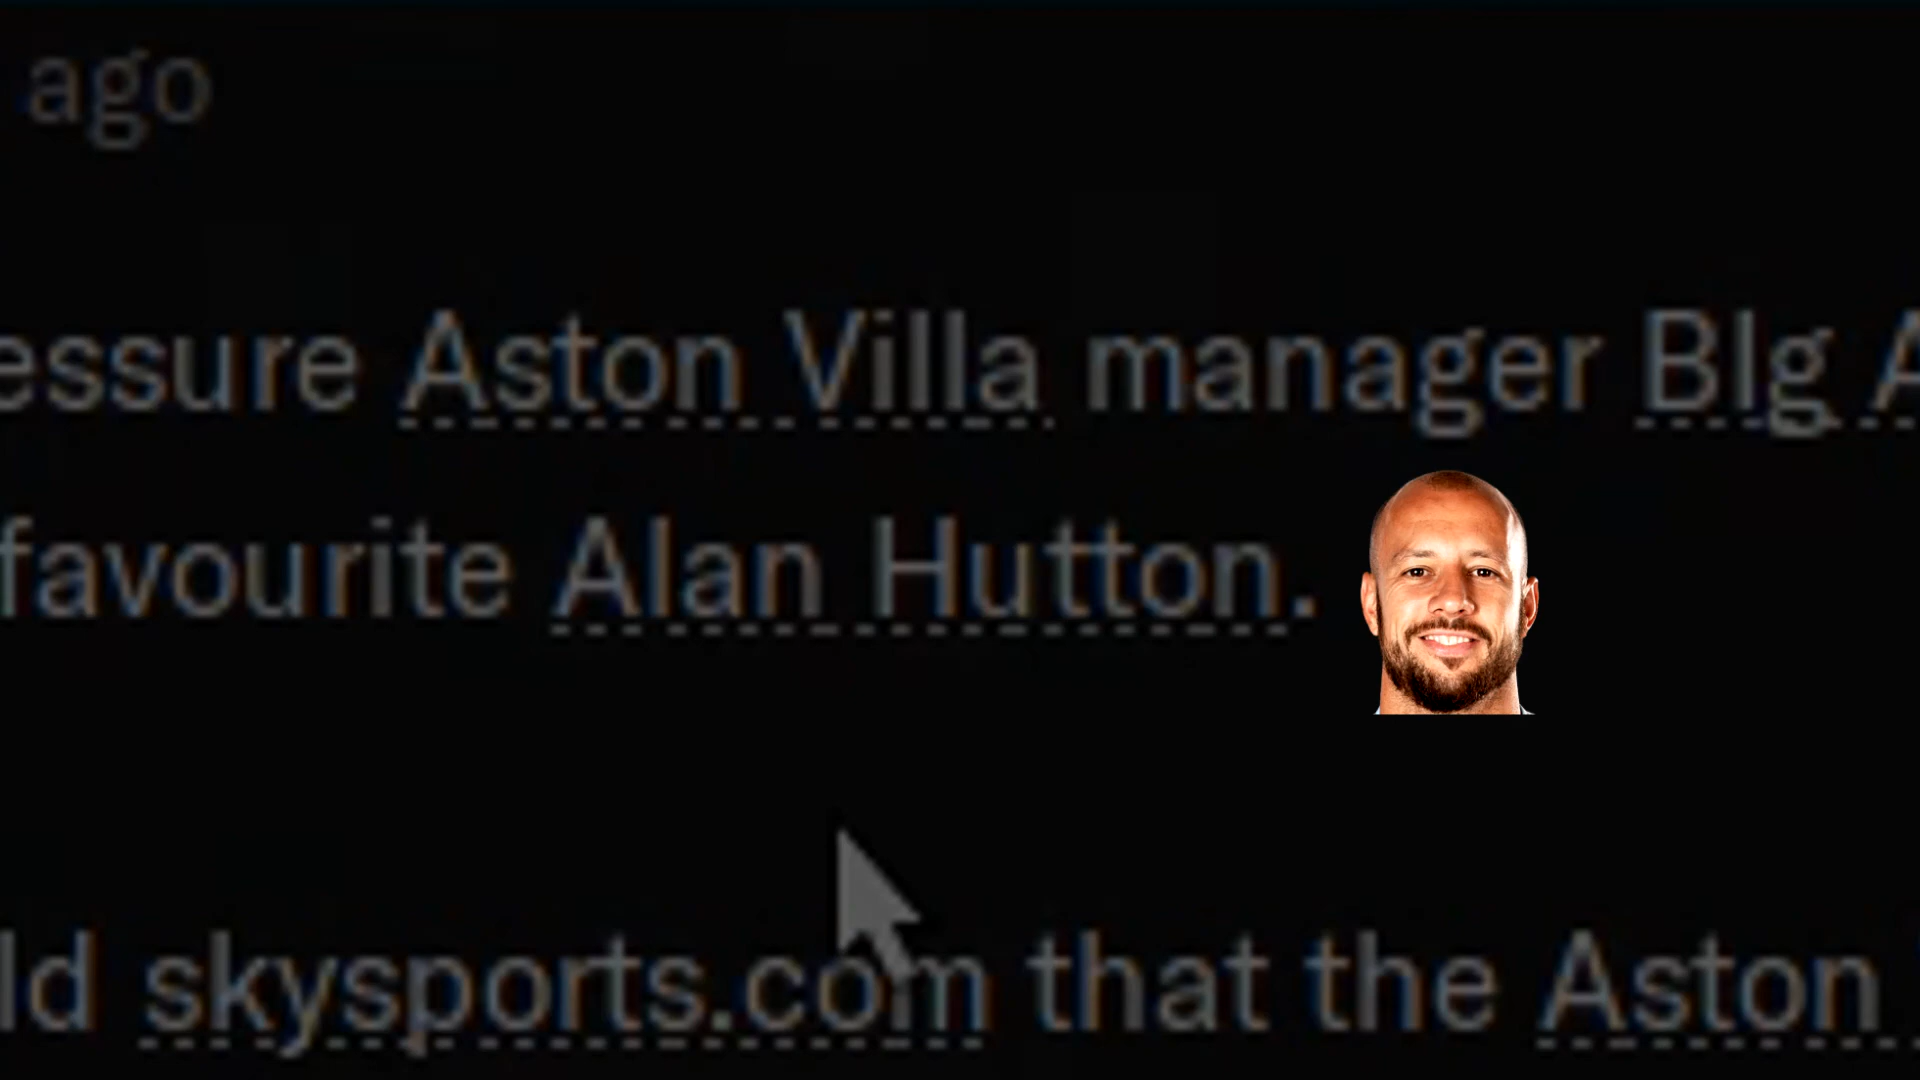 ago
essure Aston Villa manager BIg A
favourite Alan Hutton.
ld skysports.com that the Aston